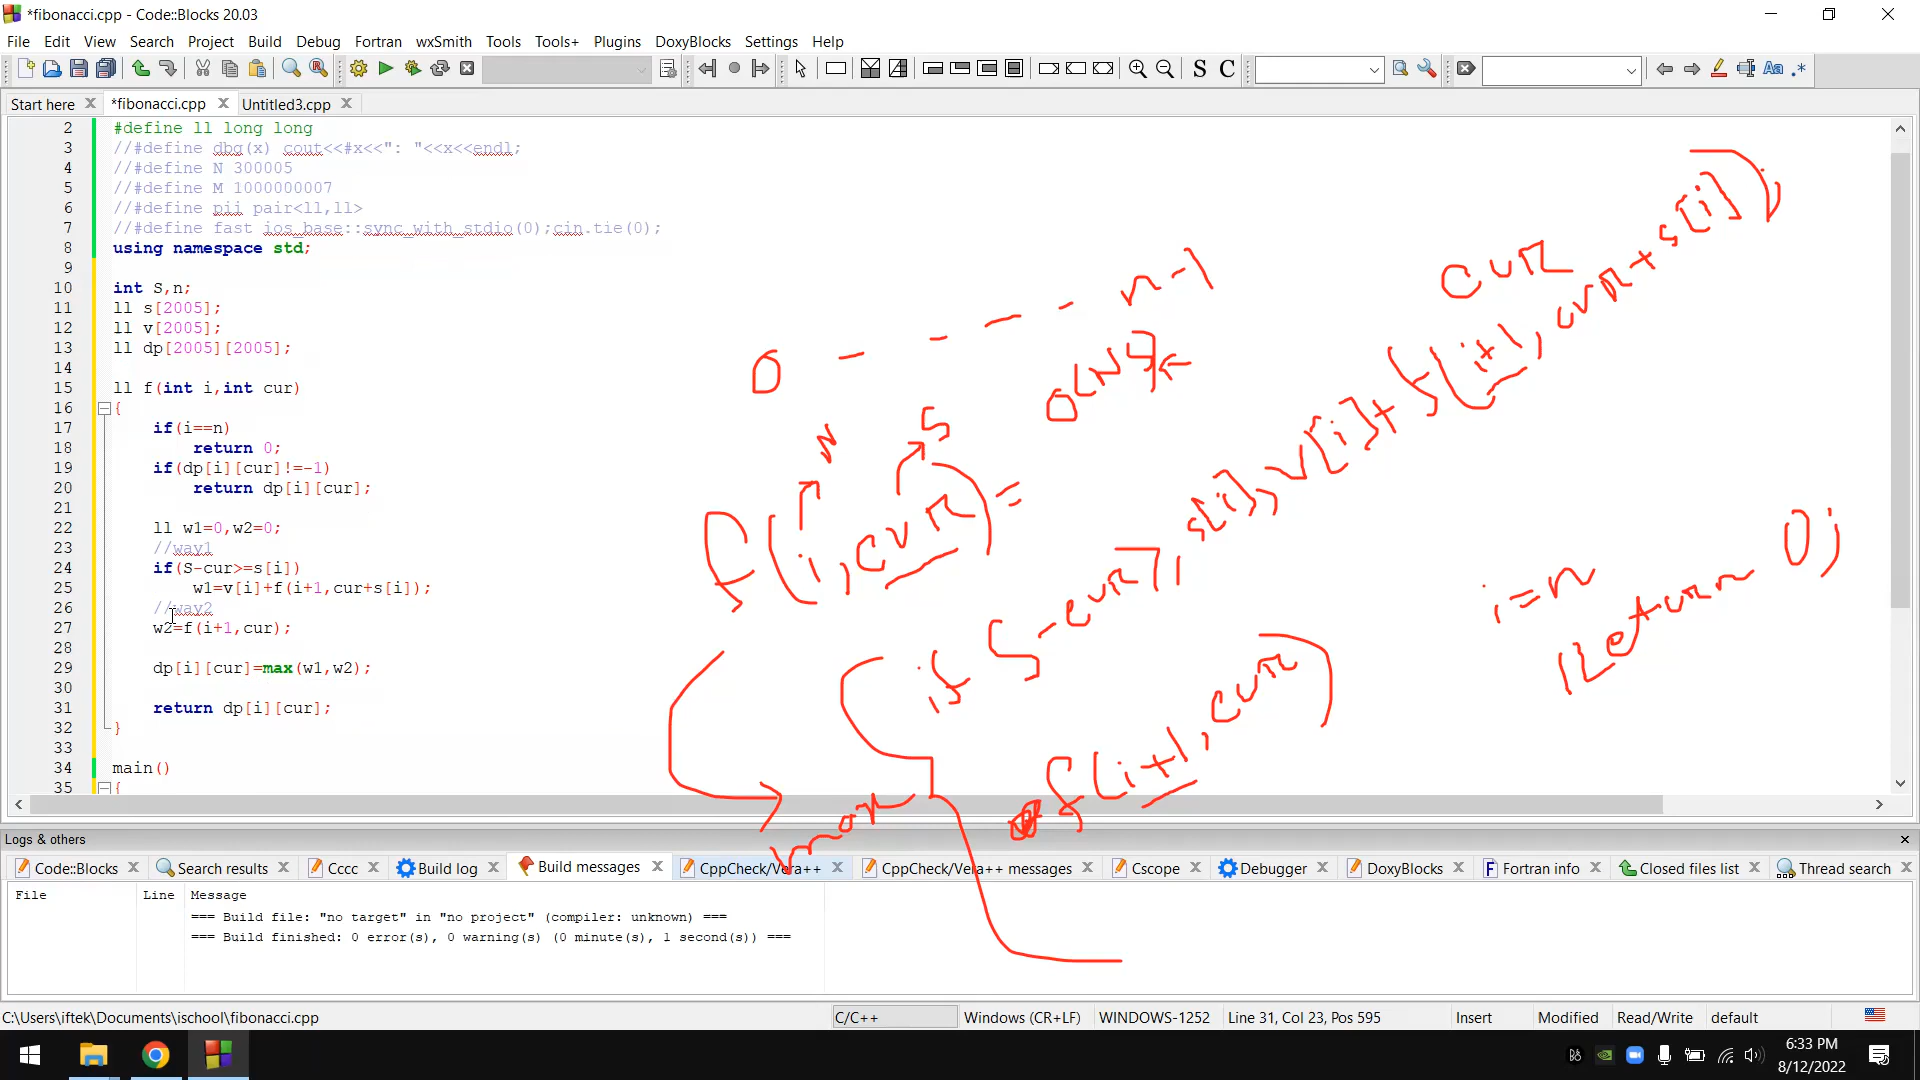 *fibonacci.cpp - Code::Blocks 20.03
File Edit View Search Project Build Debug Fortran wxSmith Tools Tools+ Plugins DoxyBlocks Settings Help
S C
Start here *fibonacci.cpp Untitled3.cpp
2 #define ll long long
3 //#define dbg(x) cout<<#x<<": "<<x<<endl;
4 //#define N 300005
5 //#define M 1000000007
6 //#define pii pair<ll,ll>
7 //#define fast ios_base::sync_with_stdio(0);cin.tie(0);
8 using namespace std;
9
10 int S,n;
11 ll s[2005];
12 ll v[2005];
13 ll dp[2005][2005];
14
15 ll f(int i,int cur)
16 {
17 if(i==n)
18 return 0;
19 if(dp[i][cur]!=-1)
20 return dp[i][cur];
21
22 ll w1=0,w2=0;
23 //way1
24 if(S-cur>=s[i])
25 w1=v[i]+f(i+1,cur+s[i]);
26 //way2
27 w2=f(i+1,cur);
28
29 dp[i][cur]=max(w1,w2);
30
31 return dp[i][cur];
32 }
33
34 main()
35 {
0 - - - - n-1
cur
N S
f(i,cur) =
if S-cur7, s[i], v[i]+ f(i+1, cur+s[i]);
f(i+1, cur)
max
i=n
return 0;
Logs & others
Code::Blocks Search results Cccc Build log Build messages CppCheck/Vera++ CppCheck/Vera++ messages Cscope Debugger DoxyBlocks Fortran info Closed files list Thread search
File Line Message
=== Build file: "no target" in "no project" (compiler: unknown) ===
=== Build finished: 0 error(s), 0 warning(s) (0 minute(s), 1 second(s)) ===
C:\Users\iftek\Documents\ischool\fibonacci.cpp C/C++ Windows (CR+LF) WINDOWS-1252 Line 31, Col 23, Pos 595 Insert Modified Read/Write default
6:33 PM
8/12/2022